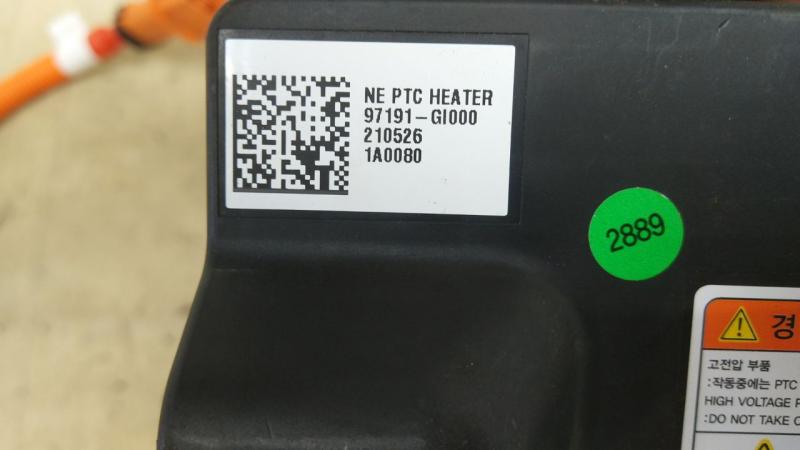 NE PTC HEATER
97191-GI000
210526
1A0080
2889
경
고전압 부품
:작동중에는 PTC
HIGH VOLTAGE
:DO NOT TAKE